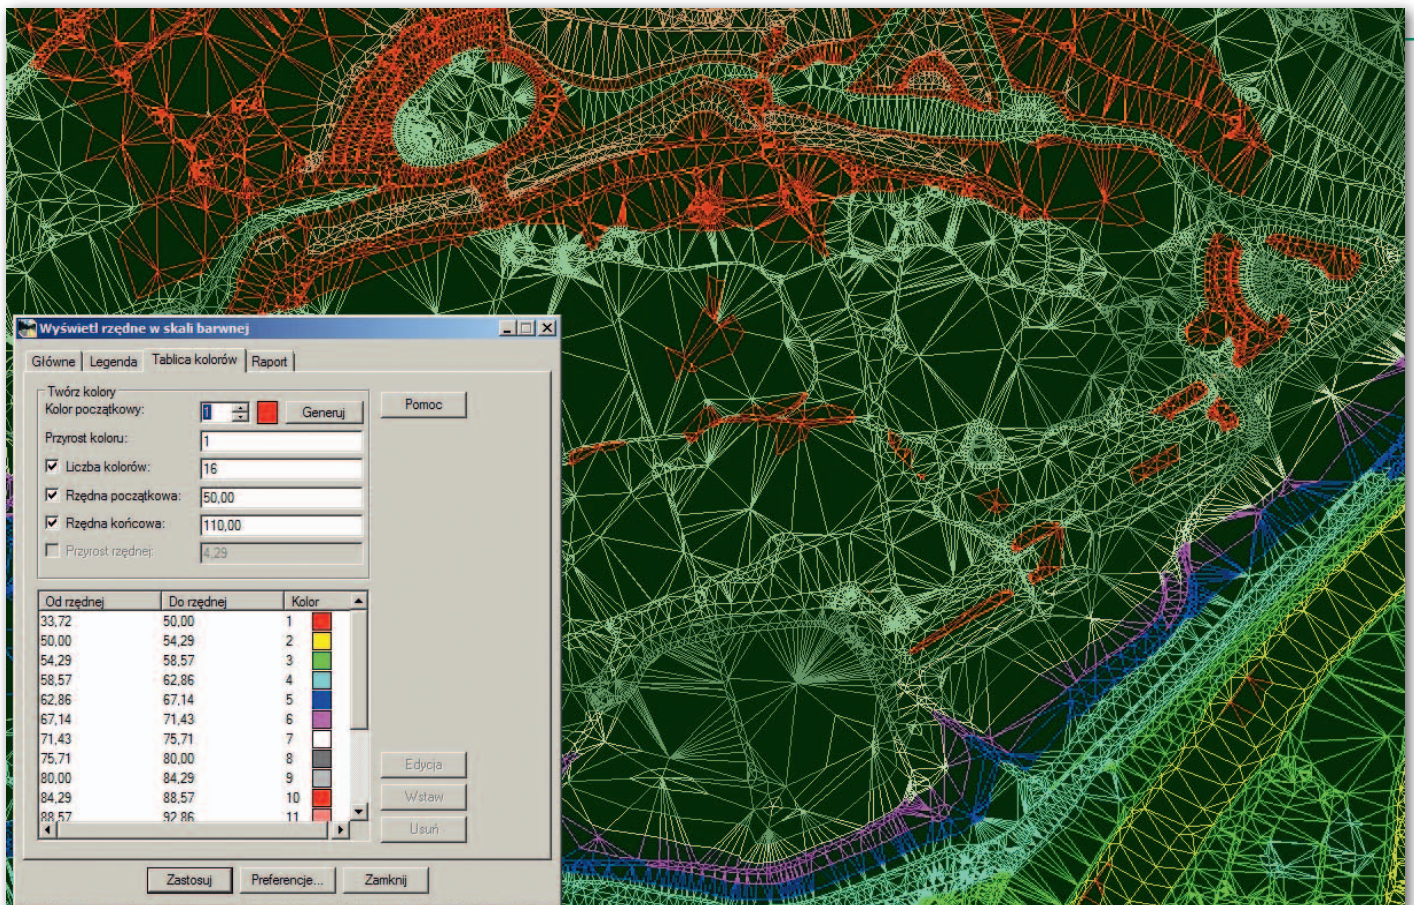 Wyświetl rzędne w skali barwnej
Główne Legenda Tablica kolorów Raport
Twórz kolory
Kolor początkowy: 1 Generuj Pomoc
Przyrost koloru: 1
Liczba kolorów: 16
Rzędna początkowa: 50,00
Rzędna końcowa: 110,00
Przyrost rzędnej: 4,29
Od rzędnej Do rzędnej Kolor
33,72 50,00 1
50,00 54,29 2
54,29 58,57 3
58,57 62,86 4
62,86 67,14 5
67,14 71,43 6
71,43 75,71 7
75,71 80,00 8
80,00 84,29 9
84,29 88,57 10
88,57 92,86 11
Edycja
Wstaw
Usuń
Zastosuj Preferencje... Zamknij